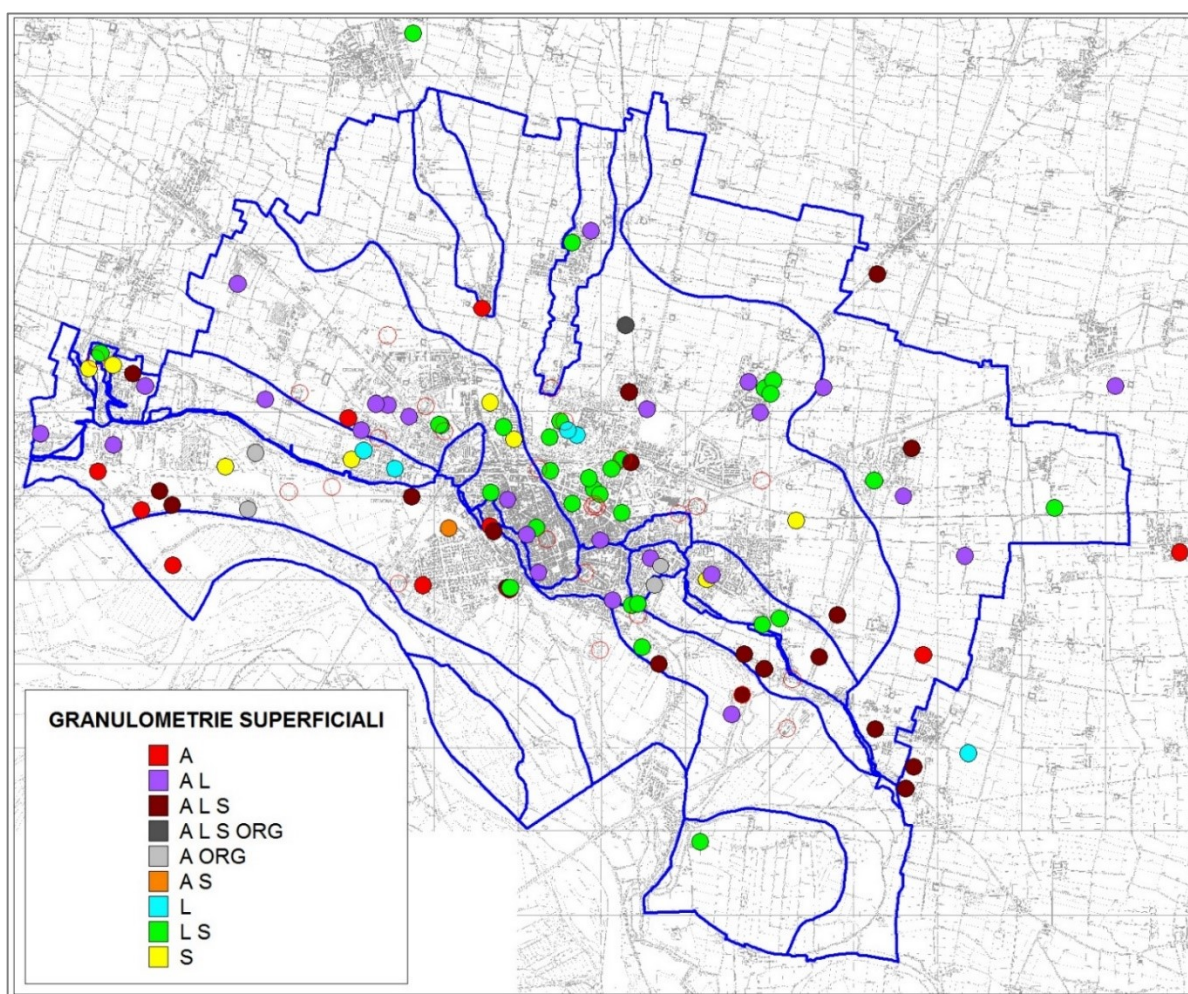 GRANULOMETRIE SUPERFICIALI
A
A L
A L S
A L S ORG
A ORG
A S
L
L S
S